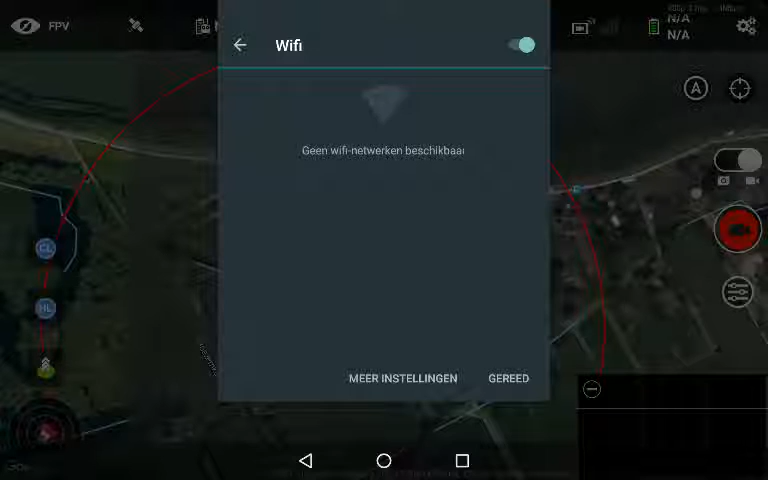 FPV
Wifi
N/A
N/A
Geen wifi-netwerken beschikbaar
A
CL
HL
MEER INSTELLINGEN
GEREED